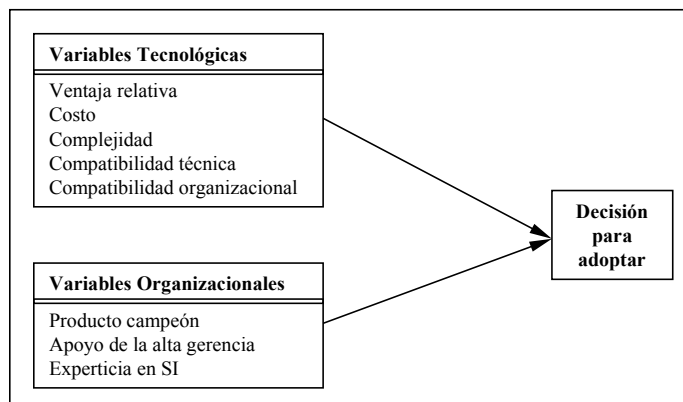 Variables Tecnológicas
Ventaja relativa
Costo
Complejidad
Compatibilidad técnica
Compatibilidad organizacional
Decisión
para
adoptar
Variables Organizacionales
Producto campeón
Apoyo de la alta gerencia
Experticia en SI